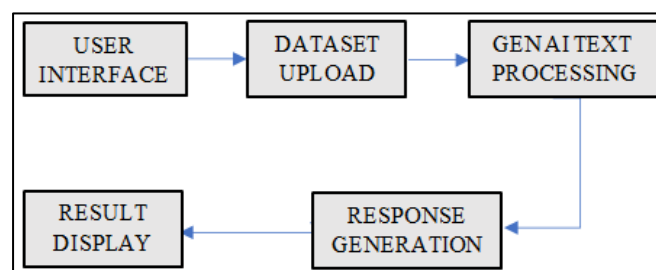 USER
INTERFACE
DATASET
UPLOAD
GENAI TEXT
PROCESSING
RESULT
DISPLAY
RESPONSE
GENERATION